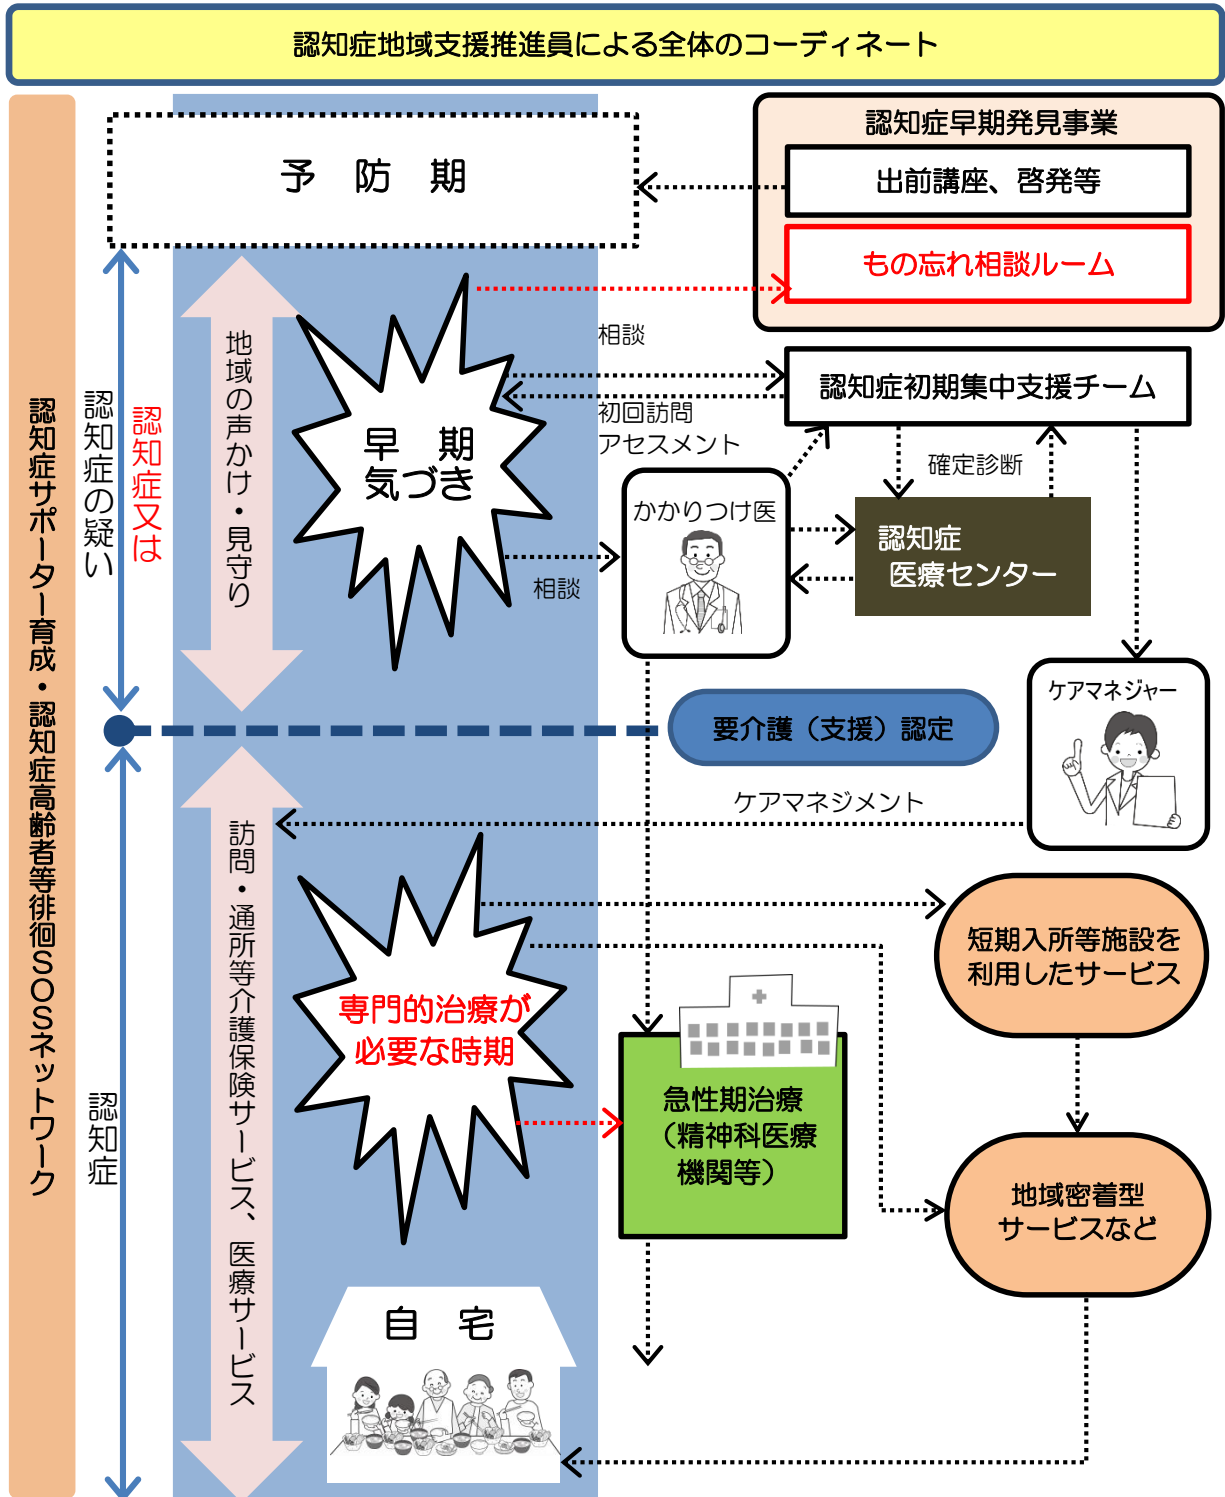 認知症地域支援推進員による全体のコーディネート
認知症サポーター育成・認知症高齢者等徘徊SOSネットワーク
予　防　期
認知症早期発見事業
出前講座、啓発等
もの忘れ相談ルーム
認知症又は
認知症の疑い
地域の声かけ・見守り
早　期
気づき
相談
初回訪問
アセスメント
認知症初期集中支援チーム
確定診断
かかりつけ医
相談
認知症
医療センター
ケアマネジャー
要介護（支援）認定
ケアマネジメント
認知症
訪問・通所等介護保険サービス、医療サービス
専門的治療が
必要な時期
短期入所等施設を
利用したサービス
急性期治療
（精神科医療
機関等）
地域密着型
サービスなど
自　宅